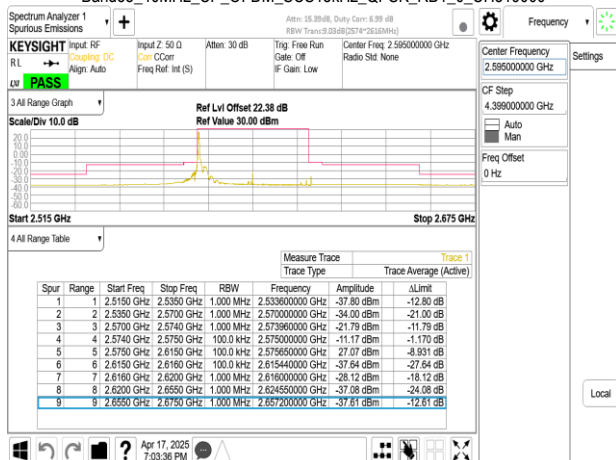 Spectrum Analyzer 1
Spurious Emissions
Attn: 15.39dB, Duty Corr: 6.99 dB
RBW Trans:9.03dB(2574~2616MHz)
Frequency
Settings
KEYSIGHT
RL
PASS
Input: RF
Coupling: DC
Align: Auto
Input Z: 50 Ω
Corr CCorr
Freq Ref: Int (S)
Atten: 30 dB
Trig: Free Run
Gate: Off
IF Gain: Low
Center Freq: 2.595000000 GHz
Radio Std: None
Center Frequency
2.595000000 GHz
CF Step
4.399000000 GHz
Auto
Man
Freq Offset
0 Hz
3 All Range Graph
Scale/Div 10.0 dB
Ref Lvl Offset 22.38 dB
Ref Value 30.00 dBm
20.0
10.0
0.00
-10.0
-20.0
-30.0
-40.0
-50.0
-60.0
Start 2.515 GHz
Stop 2.675 GHz
4 All Range Table
Measure Trace Trace 1
Trace Type Trace Average (Active)
Spur Range Start Freq Stop Freq RBW Frequency Amplitude ΔLimit
1 1 2.5150 GHz 2.5350 GHz 1.000 MHz 2.533600000 GHz -37.80 dBm -12.80 dB
2 2 2.5350 GHz 2.5700 GHz 1.000 MHz 2.570000000 GHz -34.00 dBm -21.00 dB
3 3 2.5700 GHz 2.5740 GHz 1.000 MHz 2.573960000 GHz -21.79 dBm -11.79 dB
4 4 2.5740 GHz 2.5750 GHz 100.0 kHz 2.575000000 GHz -11.17 dBm -1.170 dB
5 5 2.5750 GHz 2.6150 GHz 100.0 kHz 2.575650000 GHz 27.07 dBm -8.931 dB
6 6 2.6150 GHz 2.6160 GHz 100.0 kHz 2.615440000 GHz -37.64 dBm -27.64 dB
7 7 2.6160 GHz 2.6200 GHz 1.000 MHz 2.616000000 GHz -28.12 dBm -18.12 dB
8 8 2.6200 GHz 2.6550 GHz 1.000 MHz 2.624550000 GHz -37.08 dBm -24.08 dB
9 9 2.6550 GHz 2.6750 GHz 1.000 MHz 2.657200000 GHz -37.61 dBm -12.61 dB
Local
Apr 17, 2025
7:03:36 PM